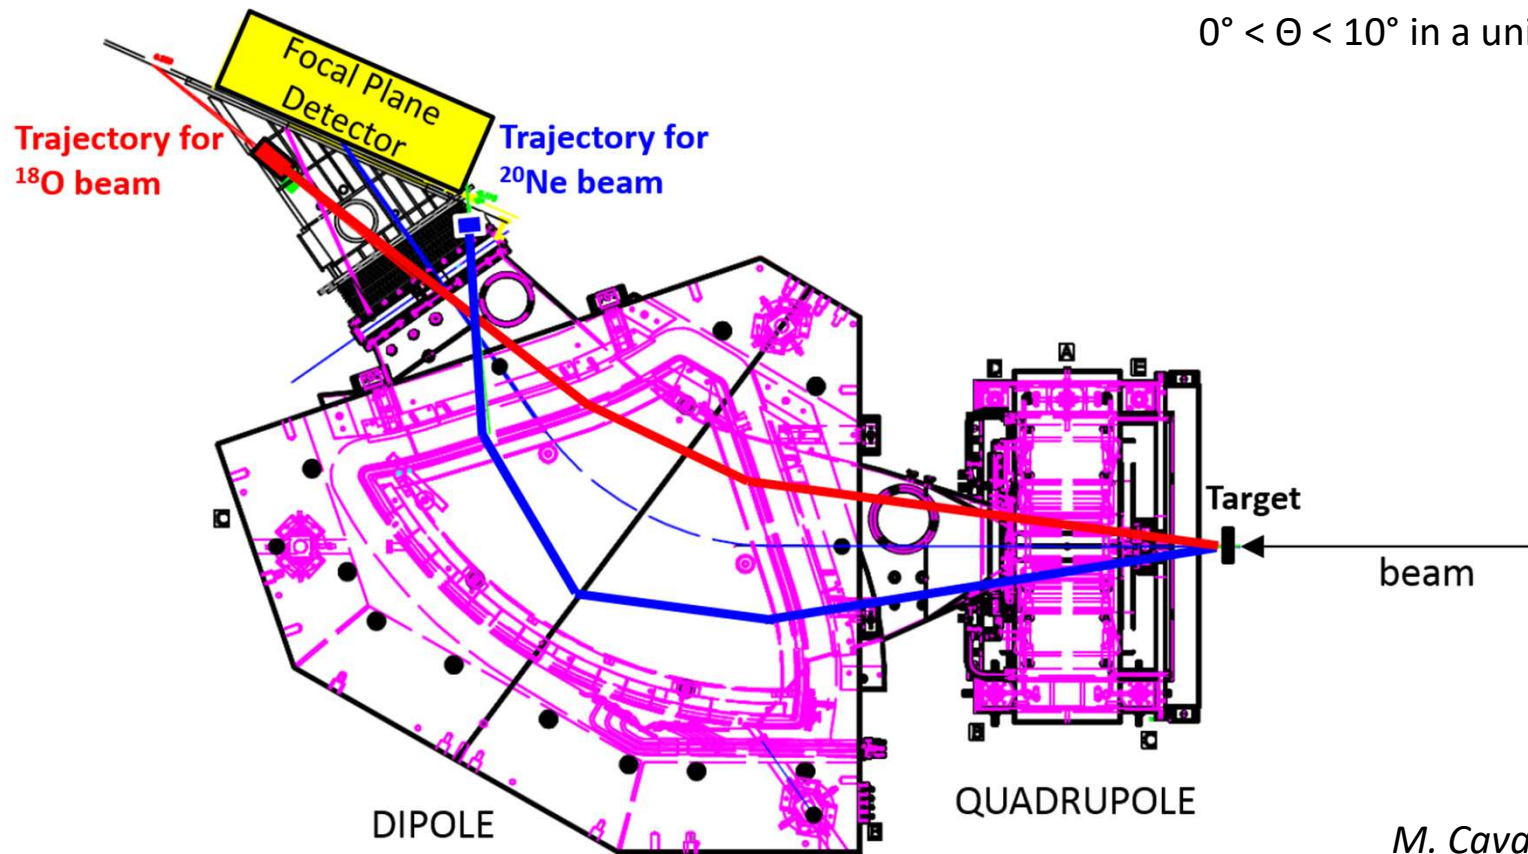 0° < Θ < 10° in a uni
Focal Plane
Detector
Trajectory for
¹⁸O beam
Trajectory for
²⁰Ne beam
D
A
E
Target
beam
C
B
QUADRUPOLE
DIPOLE
M. Cava